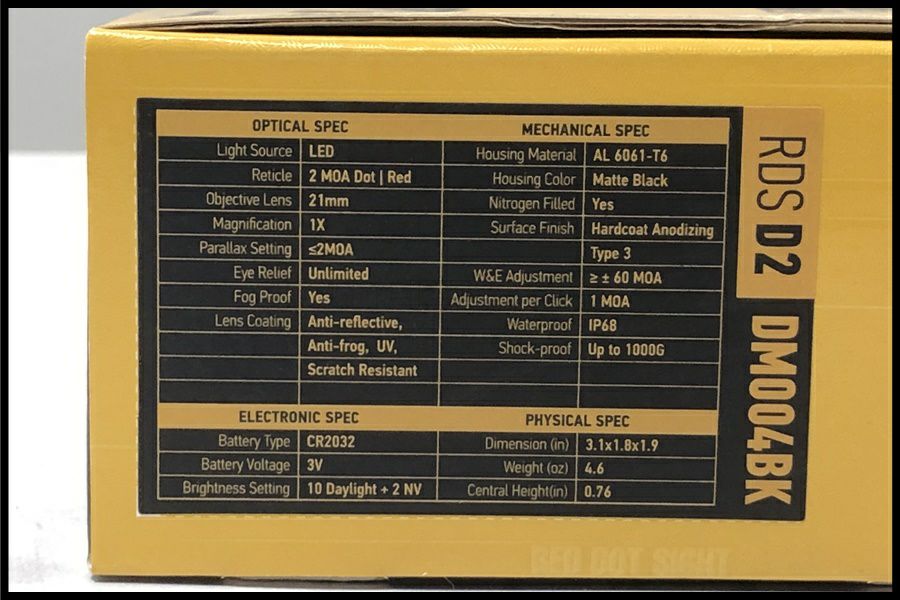 OPTICAL SPEC
Light Source LED
Reticle 2 MOA Dot | Red
Objective Lens 21mm
Magnification 1X
Parallax Setting ≤2MOA
Eye Relief Unlimited
Fog Proof Yes
Lens Coating Anti-reflective,
Anti-frog, UV,
Scratch Resistant
MECHANICAL SPEC
Housing Material AL 6061-T6
Housing Color Matte Black
Nitrogen Filled Yes
Surface Finish Hardcoat Anodizing
Type 3
W&E Adjustment ≥ ± 60 MOA
Adjustment per Click 1 MOA
Waterproof IP68
Shock-proof Up to 1000G
ELECTRONIC SPEC
Battery Type CR2032
Battery Voltage 3V
Brightness Setting 10 Daylight + 2 NV
PHYSICAL SPEC
Dimension (in) 3.1x1.8x1.9
Weight (oz) 4.6
Central Height(in) 0.76
RDS D2 DM004BK
RED DOT SIGHT